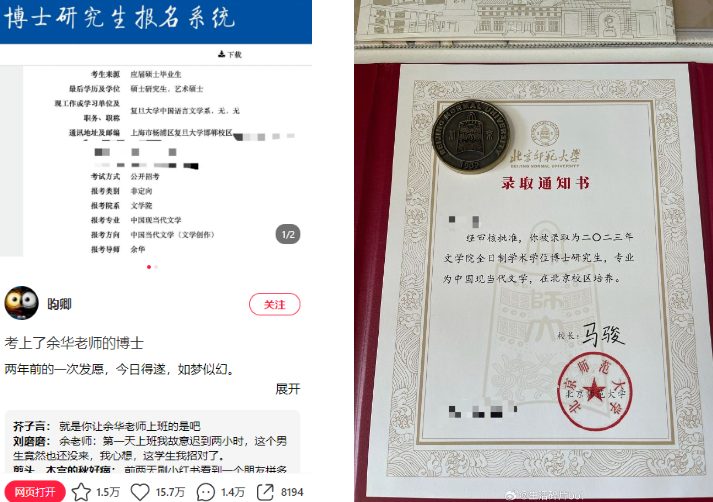 博士研究生报名系统
下载
考生来源 应届硕士毕业生
最后学历及学位 硕士研究生、艺术硕士
现工作或学习单位及职务、职称 复旦大学中国语言文学系、无、无
通讯地址及邮编 上海市杨浦区复旦大学邯郸校区
考试方式 公开招考
报考类别 非定向
报考院系 文学院
报考专业 中国现当代文学
报考方向 中国当代文学（文学创作）
报考导师 余华
1/2
昫卿
关注
考上了余华老师的博士
两年前的一次发愿，今日得遂，如梦似幻。
展开
芥子言： 就是你让余华老师上班的是吧
刘磨磨： 余老师：第一天上班我故意迟到两小时，这个男
生竟然也还没来，我心想，这学生我招对了。
网页打开
1.5万
15.7万
1.4万
8194
BEIJING NORMAL UNIVERSITY
1902
北京师范大学
BEIJING NORMAL UNIVERSITY
录取通知书
经审核批准，你被录取为二〇二三年
文学院全日制学术学位博士研究生，专业
为中国现当代文学，在北京校区培养。
校长：马骏
北京师范大学
北京师范大学